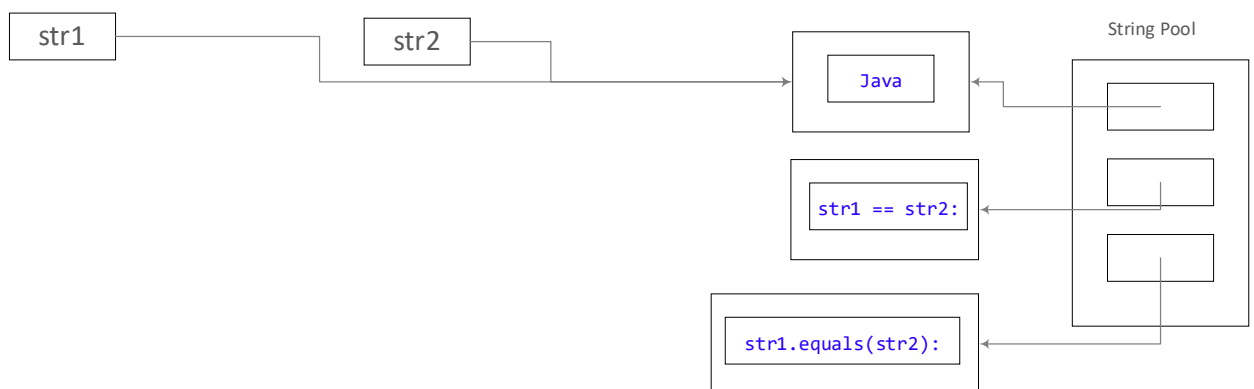 str1
str2
String Pool
Java
str1 == str2:
str1.equals(str2):